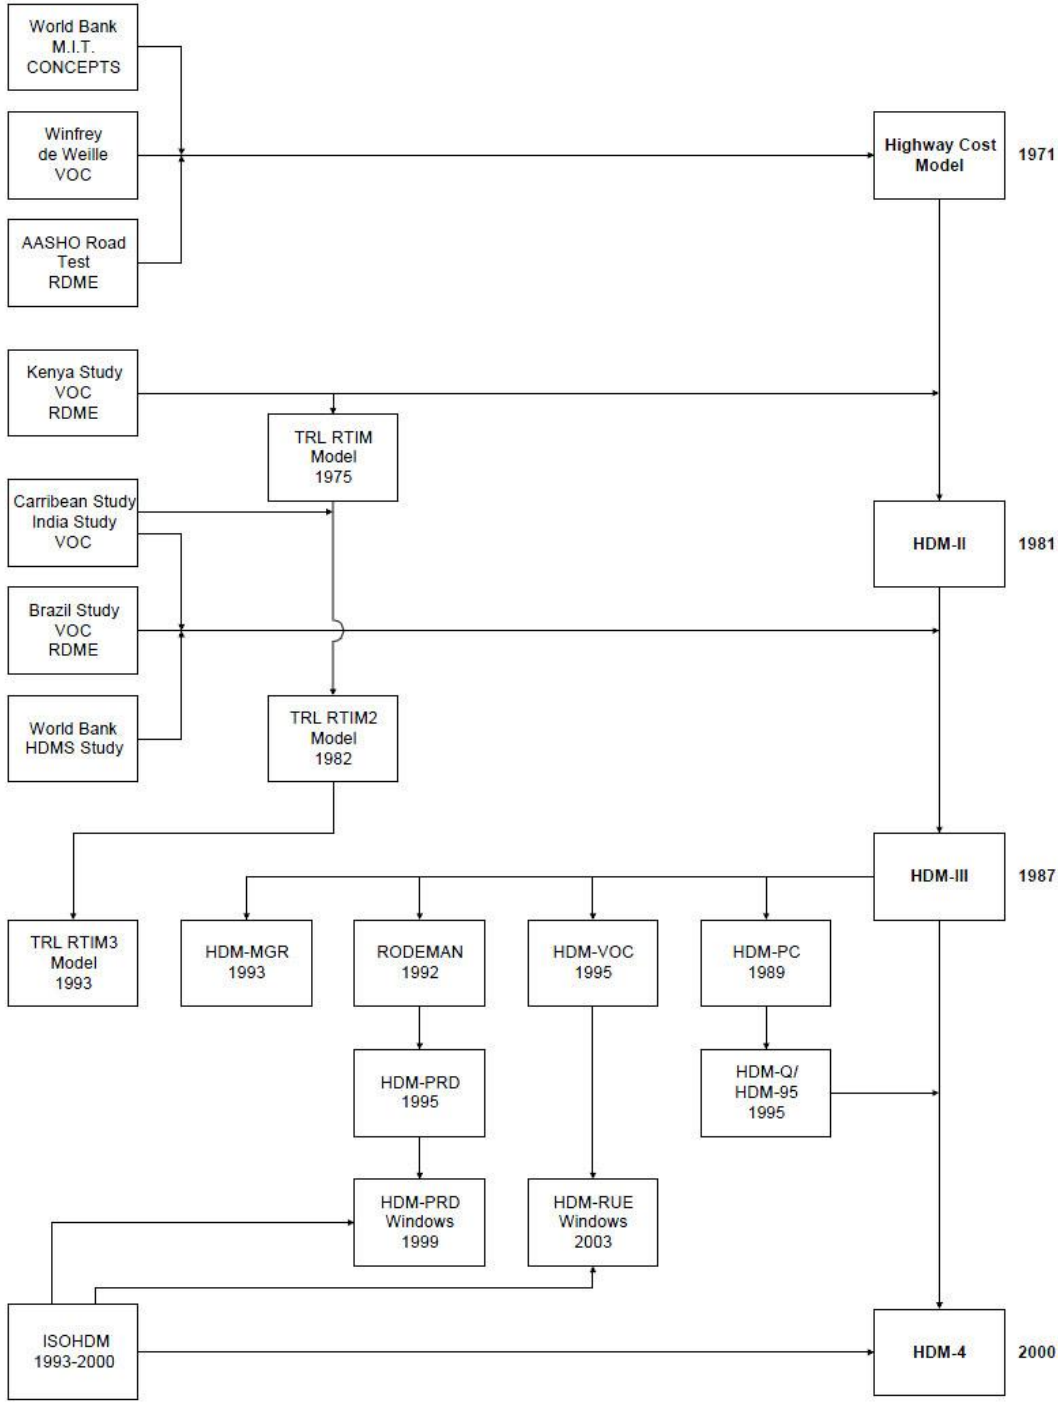 World Bank
M.I.T.
CONCEPTS
Winfrey
de Weille
VOC
Highway Cost
Model
1971
AASHO Road
Test
RDME
Kenya Study
VOC
RDME
TRL RTIM
Model
1975
Carribean Study
India Study
VOC
HDM-II
1981
Brazil Study
VOC
RDME
World Bank
HDMS Study
TRL RTIM2
Model
1982
HDM-III
1987
TRL RTIM3
Model
1993
HDM-MGR
1993
RODEMAN
1992
HDM-VOC
1995
HDM-PC
1989
HDM-PRD
1995
HDM-Q/
HDM-95
1995
HDM-PRD
Windows
1999
HDM-RUE
Windows
2003
ISOHDM
1993-2000
HDM-4
2000